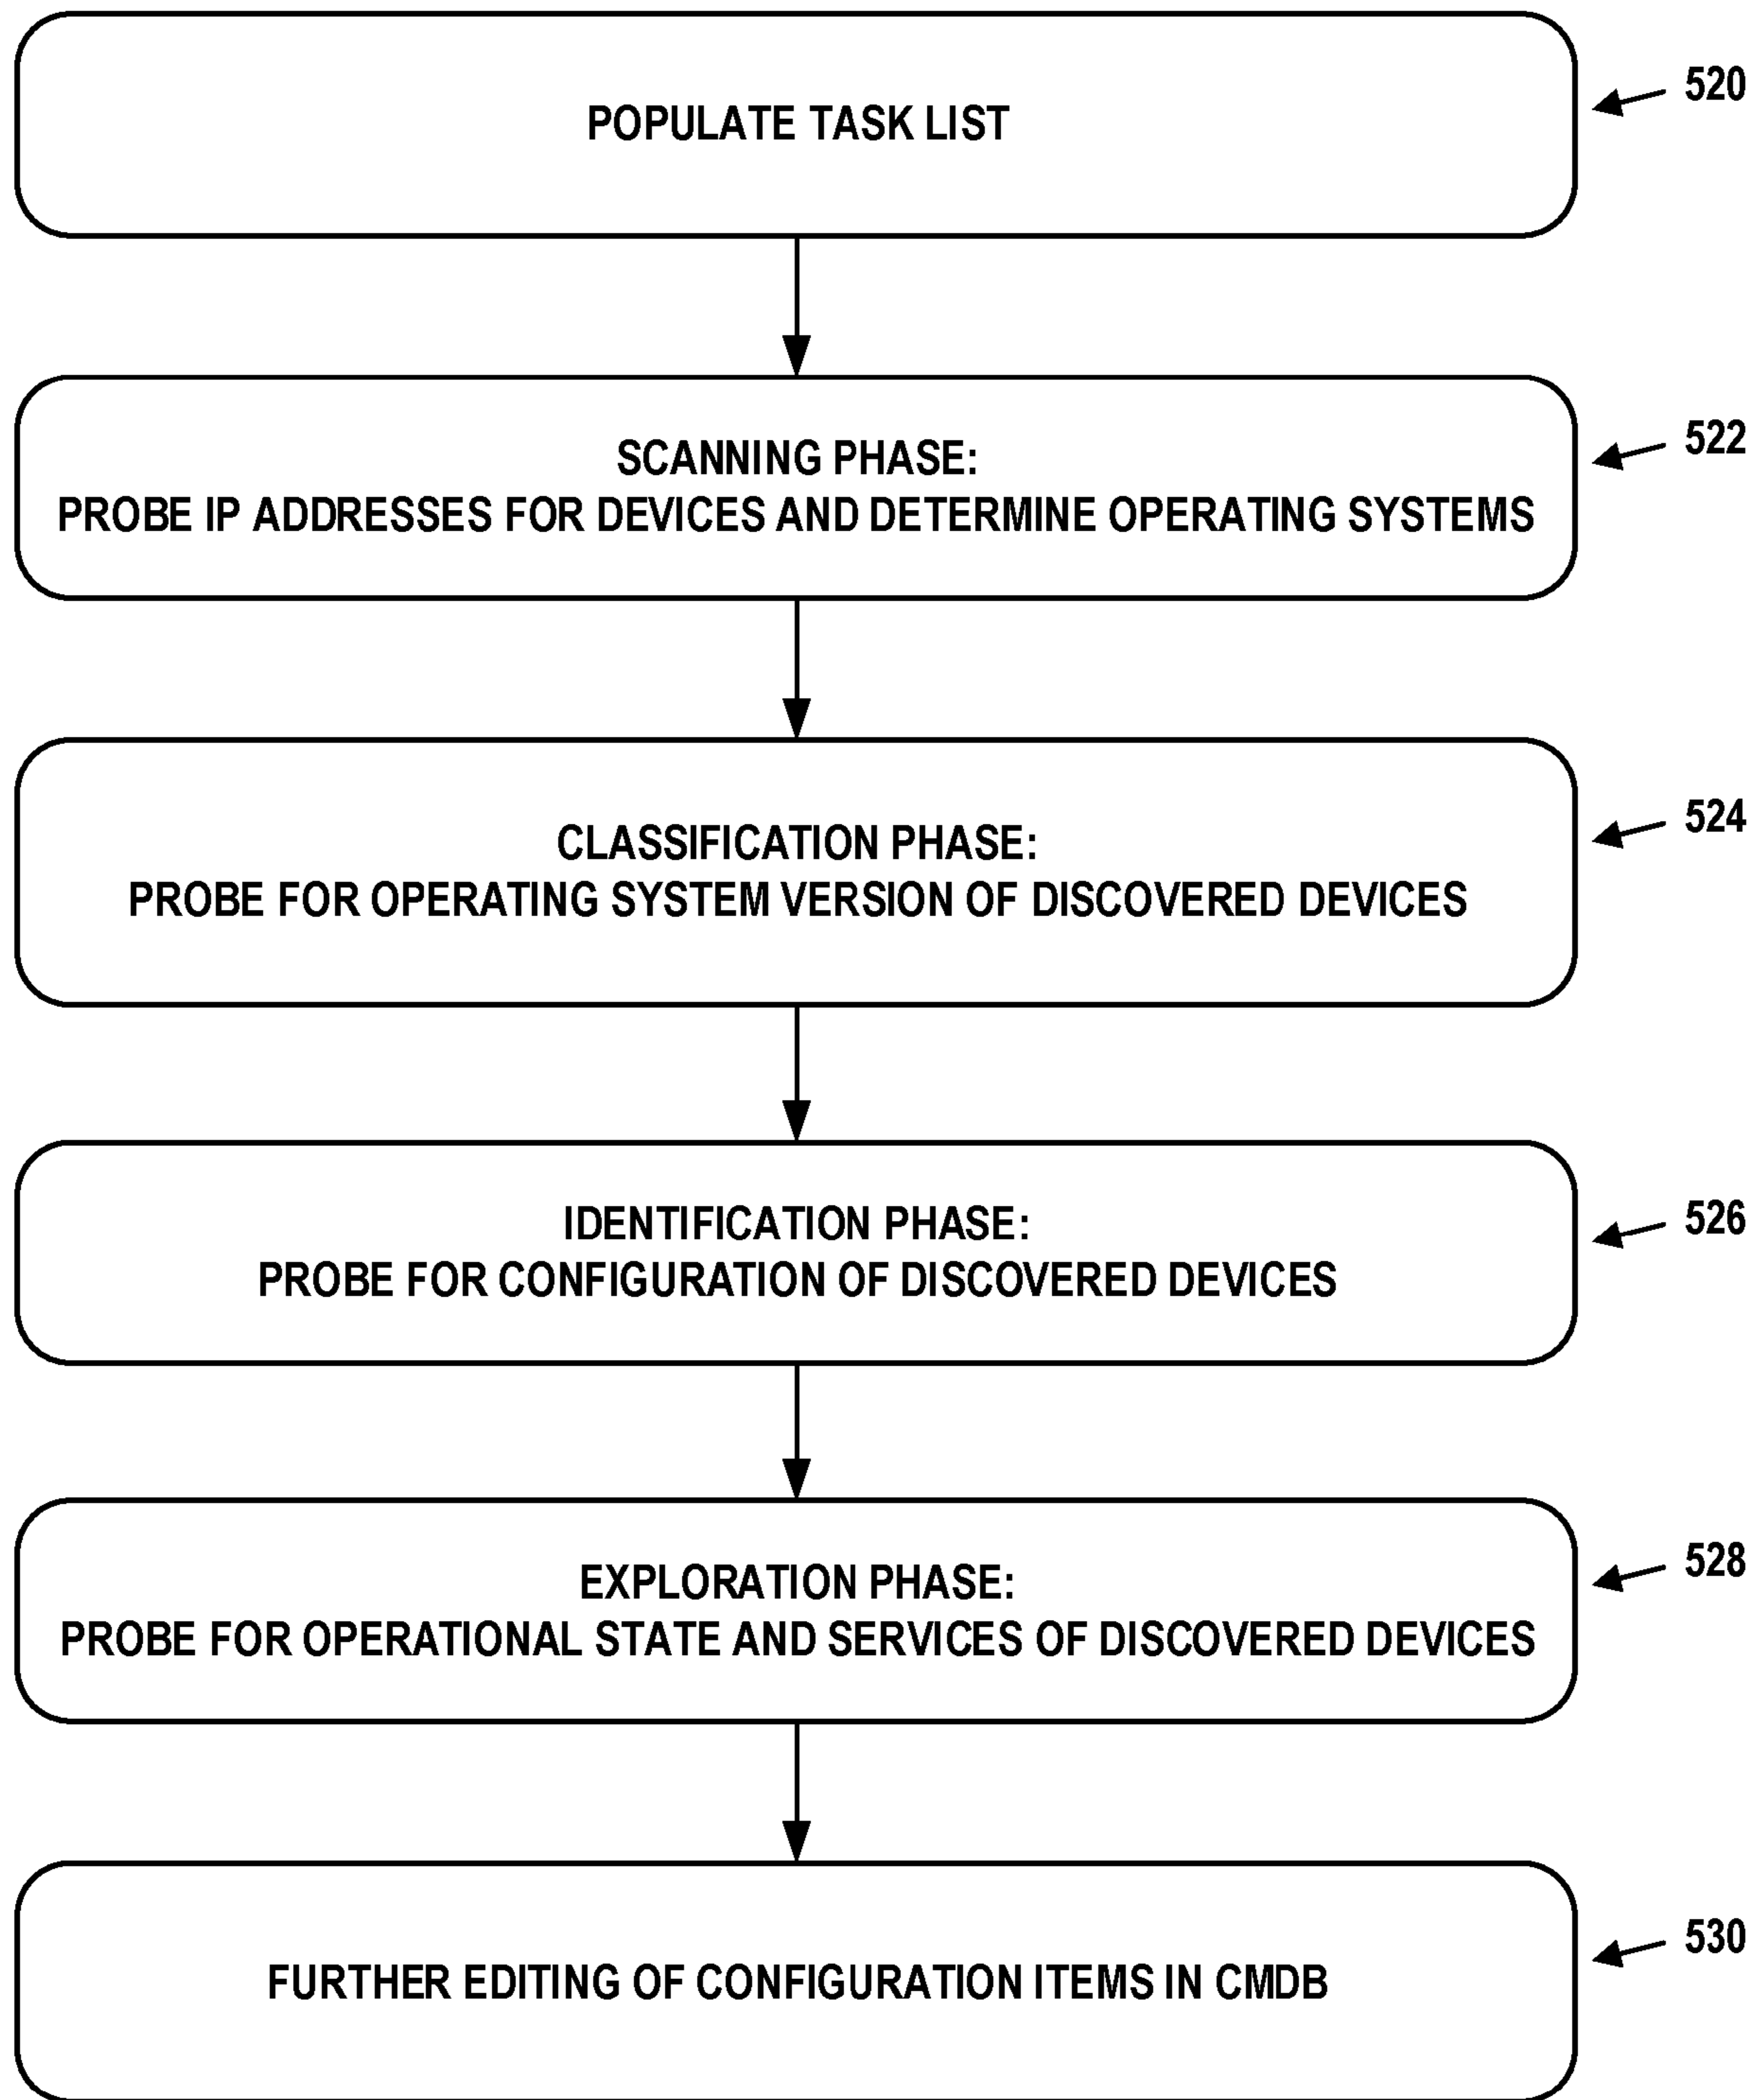 POPULATE TASK LIST
520
SCANNING PHASE:
PROBE IP ADDRESSES FOR DEVICES AND DETERMINE OPERATING SYSTEMS
522
CLASSIFICATION PHASE:
PROBE FOR OPERATING SYSTEM VERSION OF DISCOVERED DEVICES
524
IDENTIFICATION PHASE:
PROBE FOR CONFIGURATION OF DISCOVERED DEVICES
526
EXPLORATION PHASE:
PROBE FOR OPERATIONAL STATE AND SERVICES OF DISCOVERED DEVICES
528
FURTHER EDITING OF CONFIGURATION ITEMS IN CMDB
530